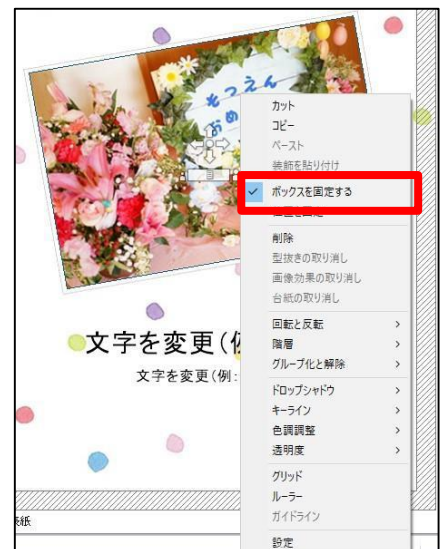 そつえん
おめ
カット
コピー
ペースト
装飾を貼り付け
ボックスを固定する
削除
型抜きの取り消し
画像効果の取り消し
台紙の取り消し
回転と反転
階層
グループ化と解除
文字を変更(
文字を変更(例:
ドロップシャドウ
キーライン
色調調整
透明度
グリッド
ルーラー
ガイドライン
表紙
設定